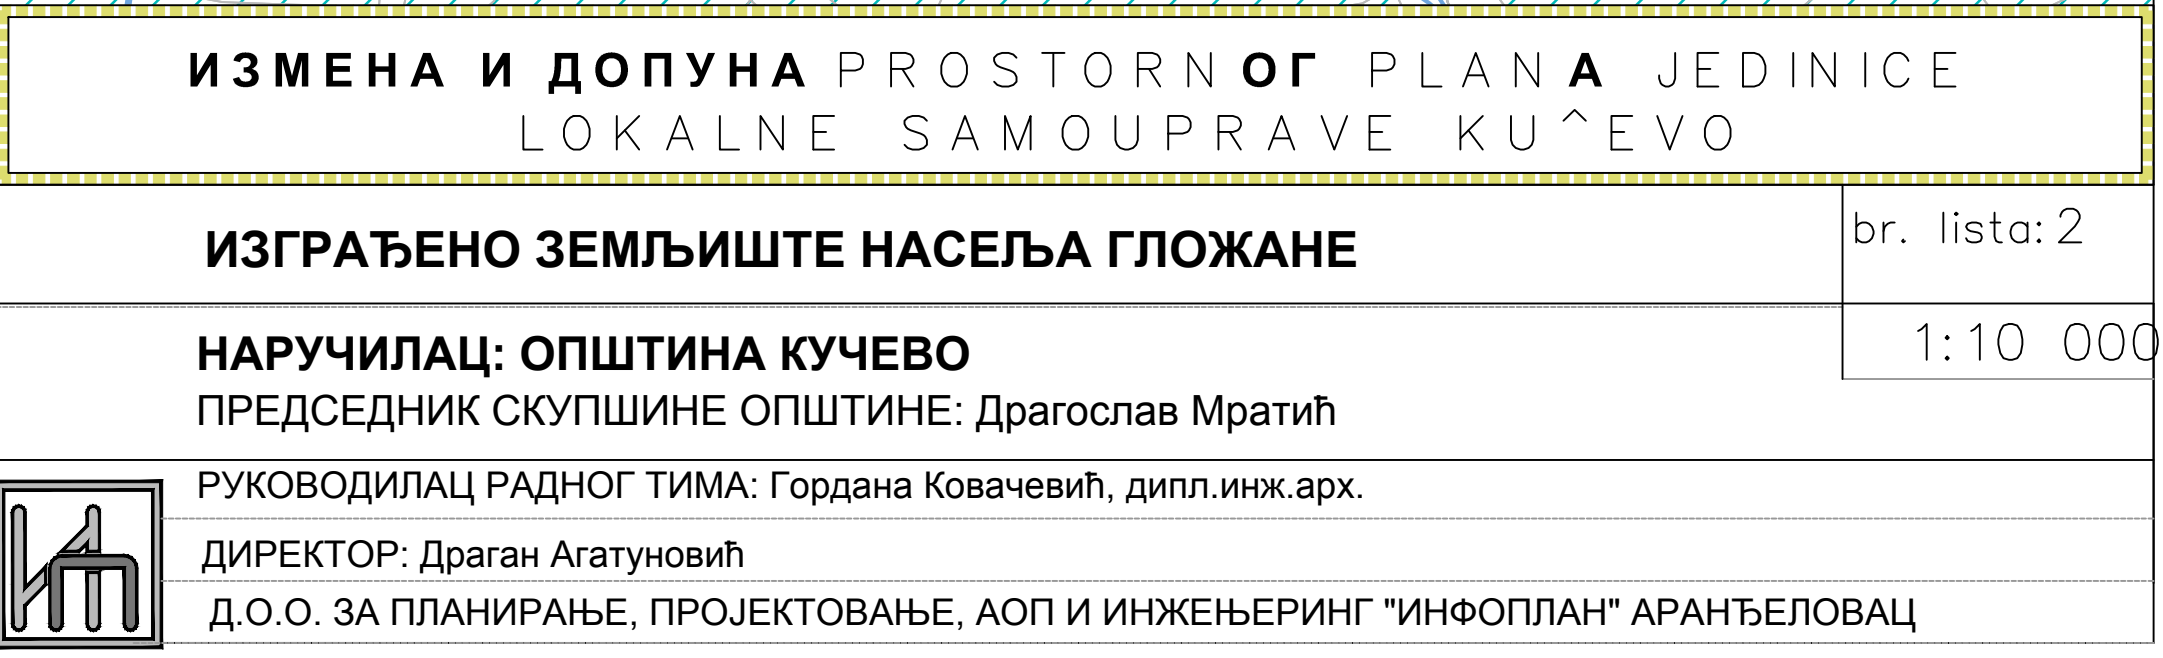 ИЗМЕНА И ДОПУНА PROSTORNОГ PLANА JEDINICE
LOKALNE SAMOUPRAVE KU^EVO
ИЗГРАЂЕНО ЗЕМЉИШТЕ НАСЕЉА ГЛОЖАНЕ
br. lista: 2
НАРУЧИЛАЦ: ОПШТИНА КУЧЕВО
1:10 000
ПРЕДСЕДНИК СКУПШИНЕ ОПШТИНЕ: Драгослав Мратић
РУКОВОДИЛАЦ РАДНОГ ТИМА: Гордана Ковачевић, дипл.инж.арх.
ДИРЕКТОР: Драган Агатуновић
Д.О.О. ЗА ПЛАНИРАЊЕ, ПРОЈЕКТОВАЊЕ, АОП И ИНЖЕЊЕРИНГ "ИНФОПЛАН" АРАНЂЕЛОВАЦ